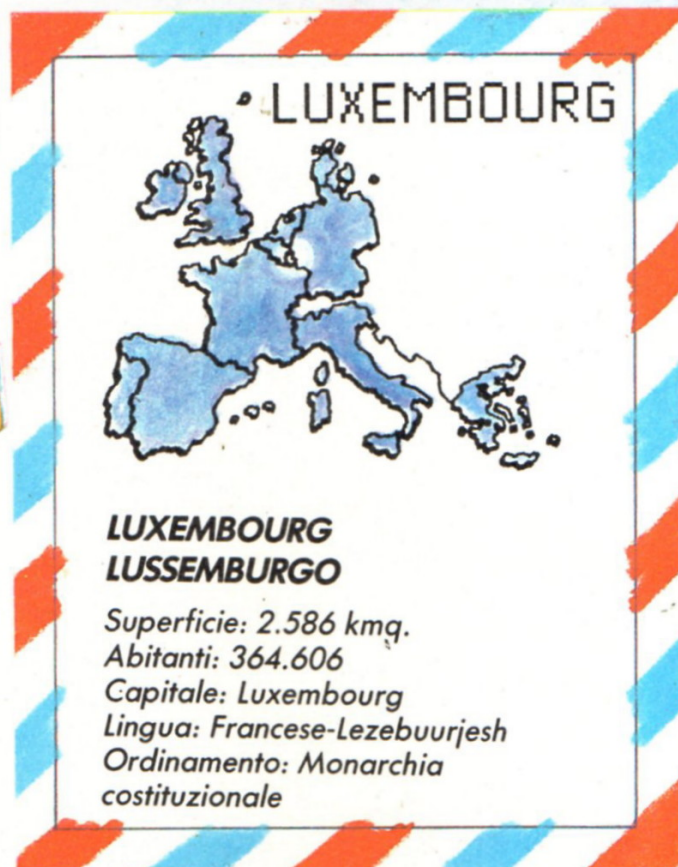 LUXEMBOURG
LUXEMBOURG
LUSSEMBURGO
Superficie: 2.586 kmq.
Abitanti: 364.606
Capitale: Luxembourg
Lingua: Francese-Lezebuurjesh
Ordinamento: Monarchia
costituzionale